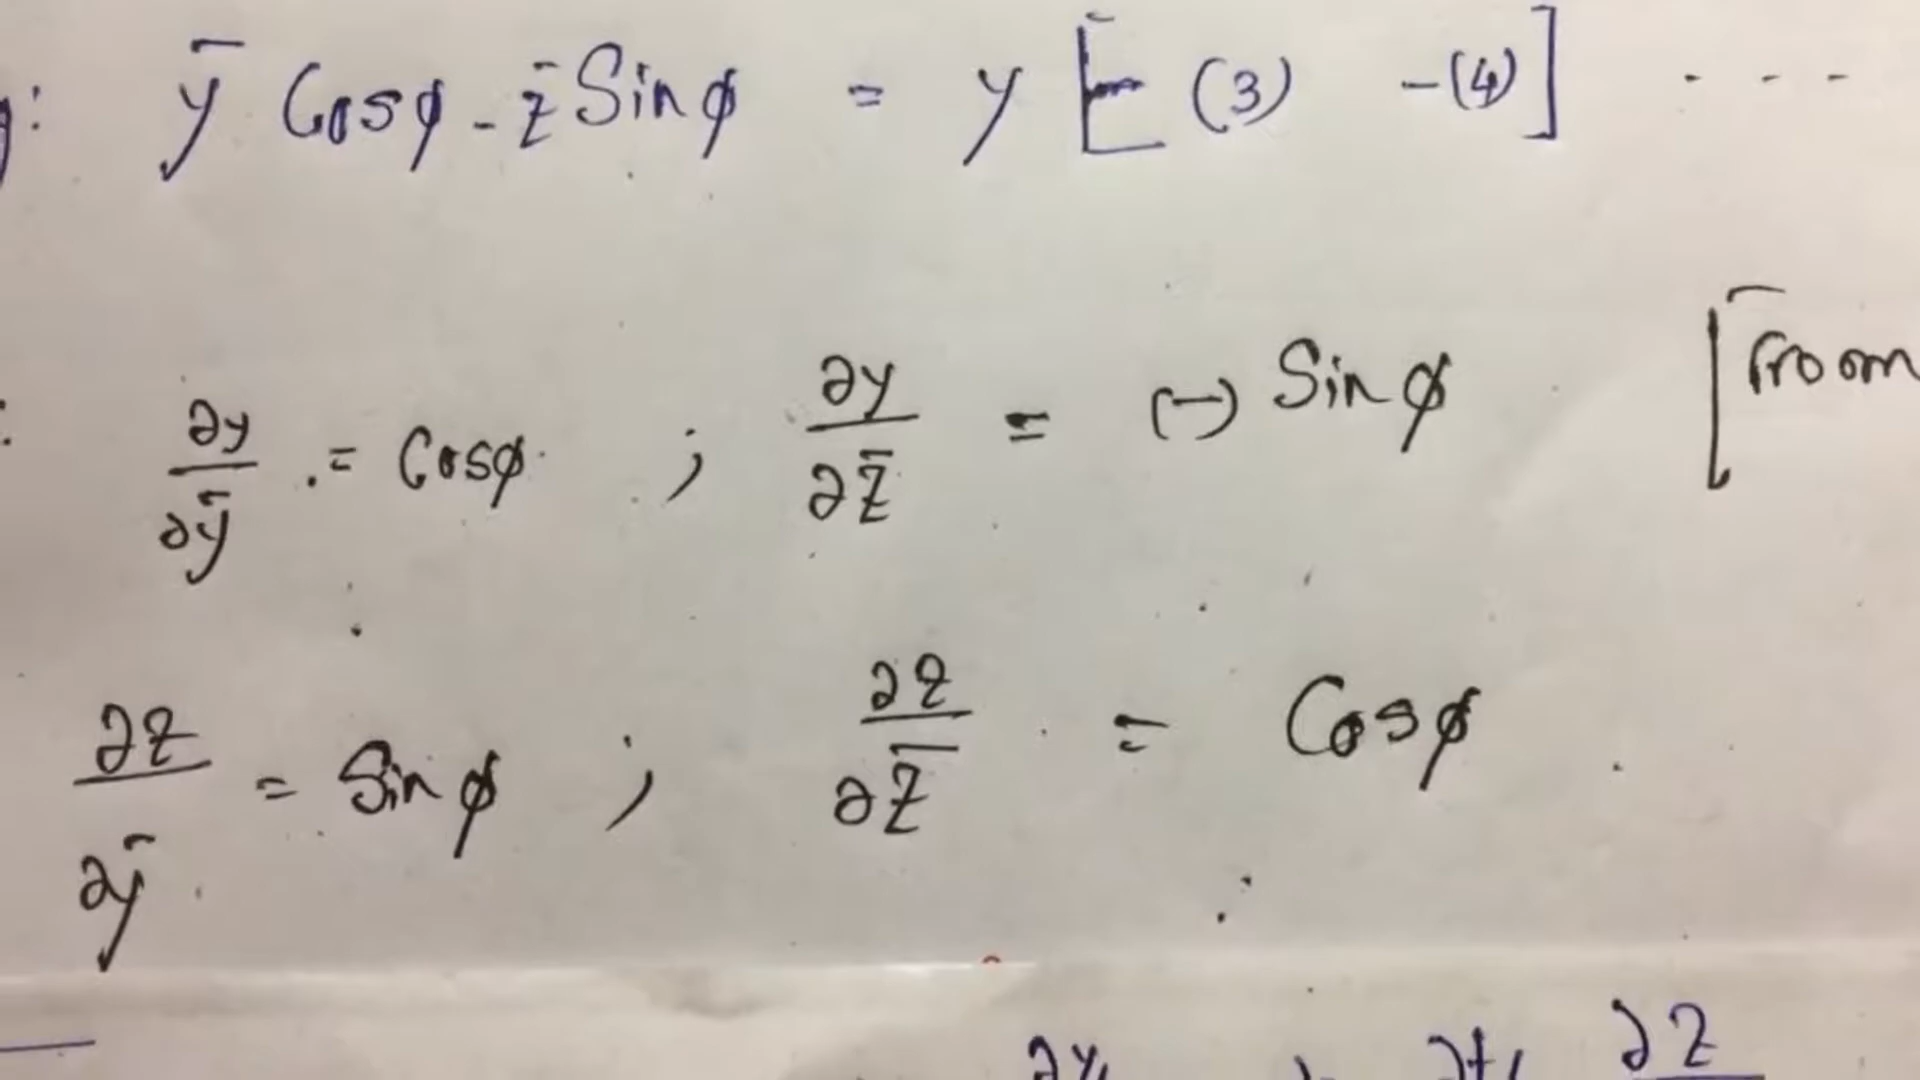 : ȳ Cosφ - z̄ Sinφ = y [ (3) -(4)] - - -
: ∂y/∂ȳ = Cosφ ; ∂y/∂z̄ = (-) Sinφ [From
∂z/∂ȳ = Sinφ ; ∂z/∂z̄ = Cosφ
∂z